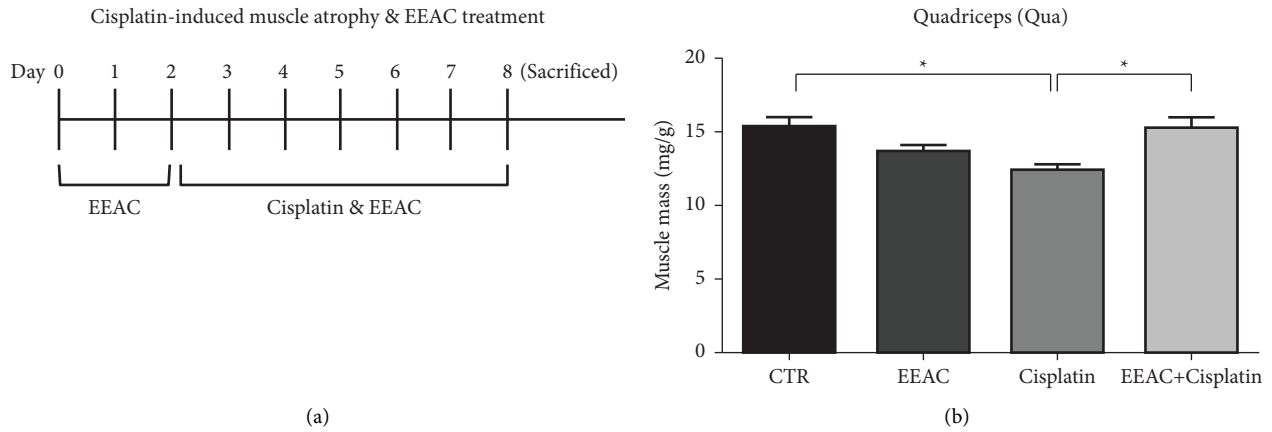 Cisplatin-induced muscle atrophy & EEAC treatment
Day 0 1 2 3 4 5 6 7 8 (Sacrificed)
EEAC Cisplatin & EEAC
(a)
Quadriceps (Qua)
Muscle mass (mg/g)
20
15
10
5
0
* *
CTR EEAC Cisplatin EEAC+Cisplatin
(b)